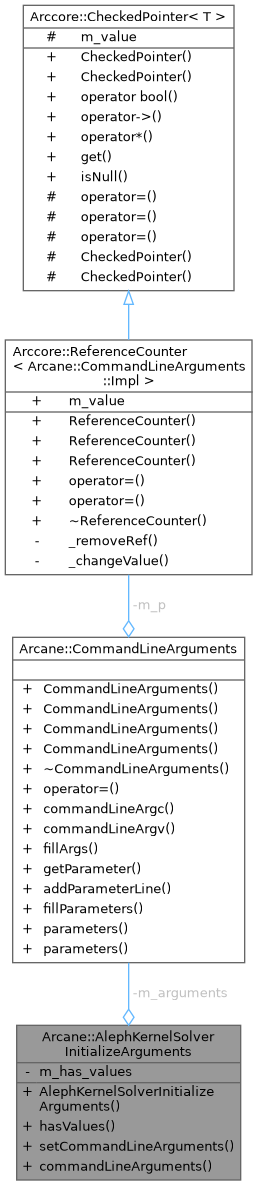 Arccore::CheckedPointer< T >
# m_value
+ CheckedPointer()
+ CheckedPointer()
+ operator bool()
+ operator->()
+ operator*()
+ get()
+ isNull()
# operator=()
# operator=()
# operator=()
# CheckedPointer()
# CheckedPointer()
Arccore::ReferenceCounter
< Arcane::CommandLineArguments
::Impl >
+ m_value
+ ReferenceCounter()
+ ReferenceCounter()
+ ReferenceCounter()
+ operator=()
+ operator=()
+ ~ReferenceCounter()
- _removeRef()
- _changeValue()
-m_p
Arcane::CommandLineArguments
+ CommandLineArguments()
+ CommandLineArguments()
+ CommandLineArguments()
+ CommandLineArguments()
+ ~CommandLineArguments()
+ operator=()
+ commandLineArgc()
+ commandLineArgv()
+ fillArgs()
+ getParameter()
+ addParameterLine()
+ fillParameters()
+ parameters()
+ parameters()
-m_arguments
Arcane::AlephKernelSolver
InitializeArguments
- m_has_values
+ AlephKernelSolverInitialize
Arguments()
+ hasValues()
+ setCommandLineArguments()
+ commandLineArguments()